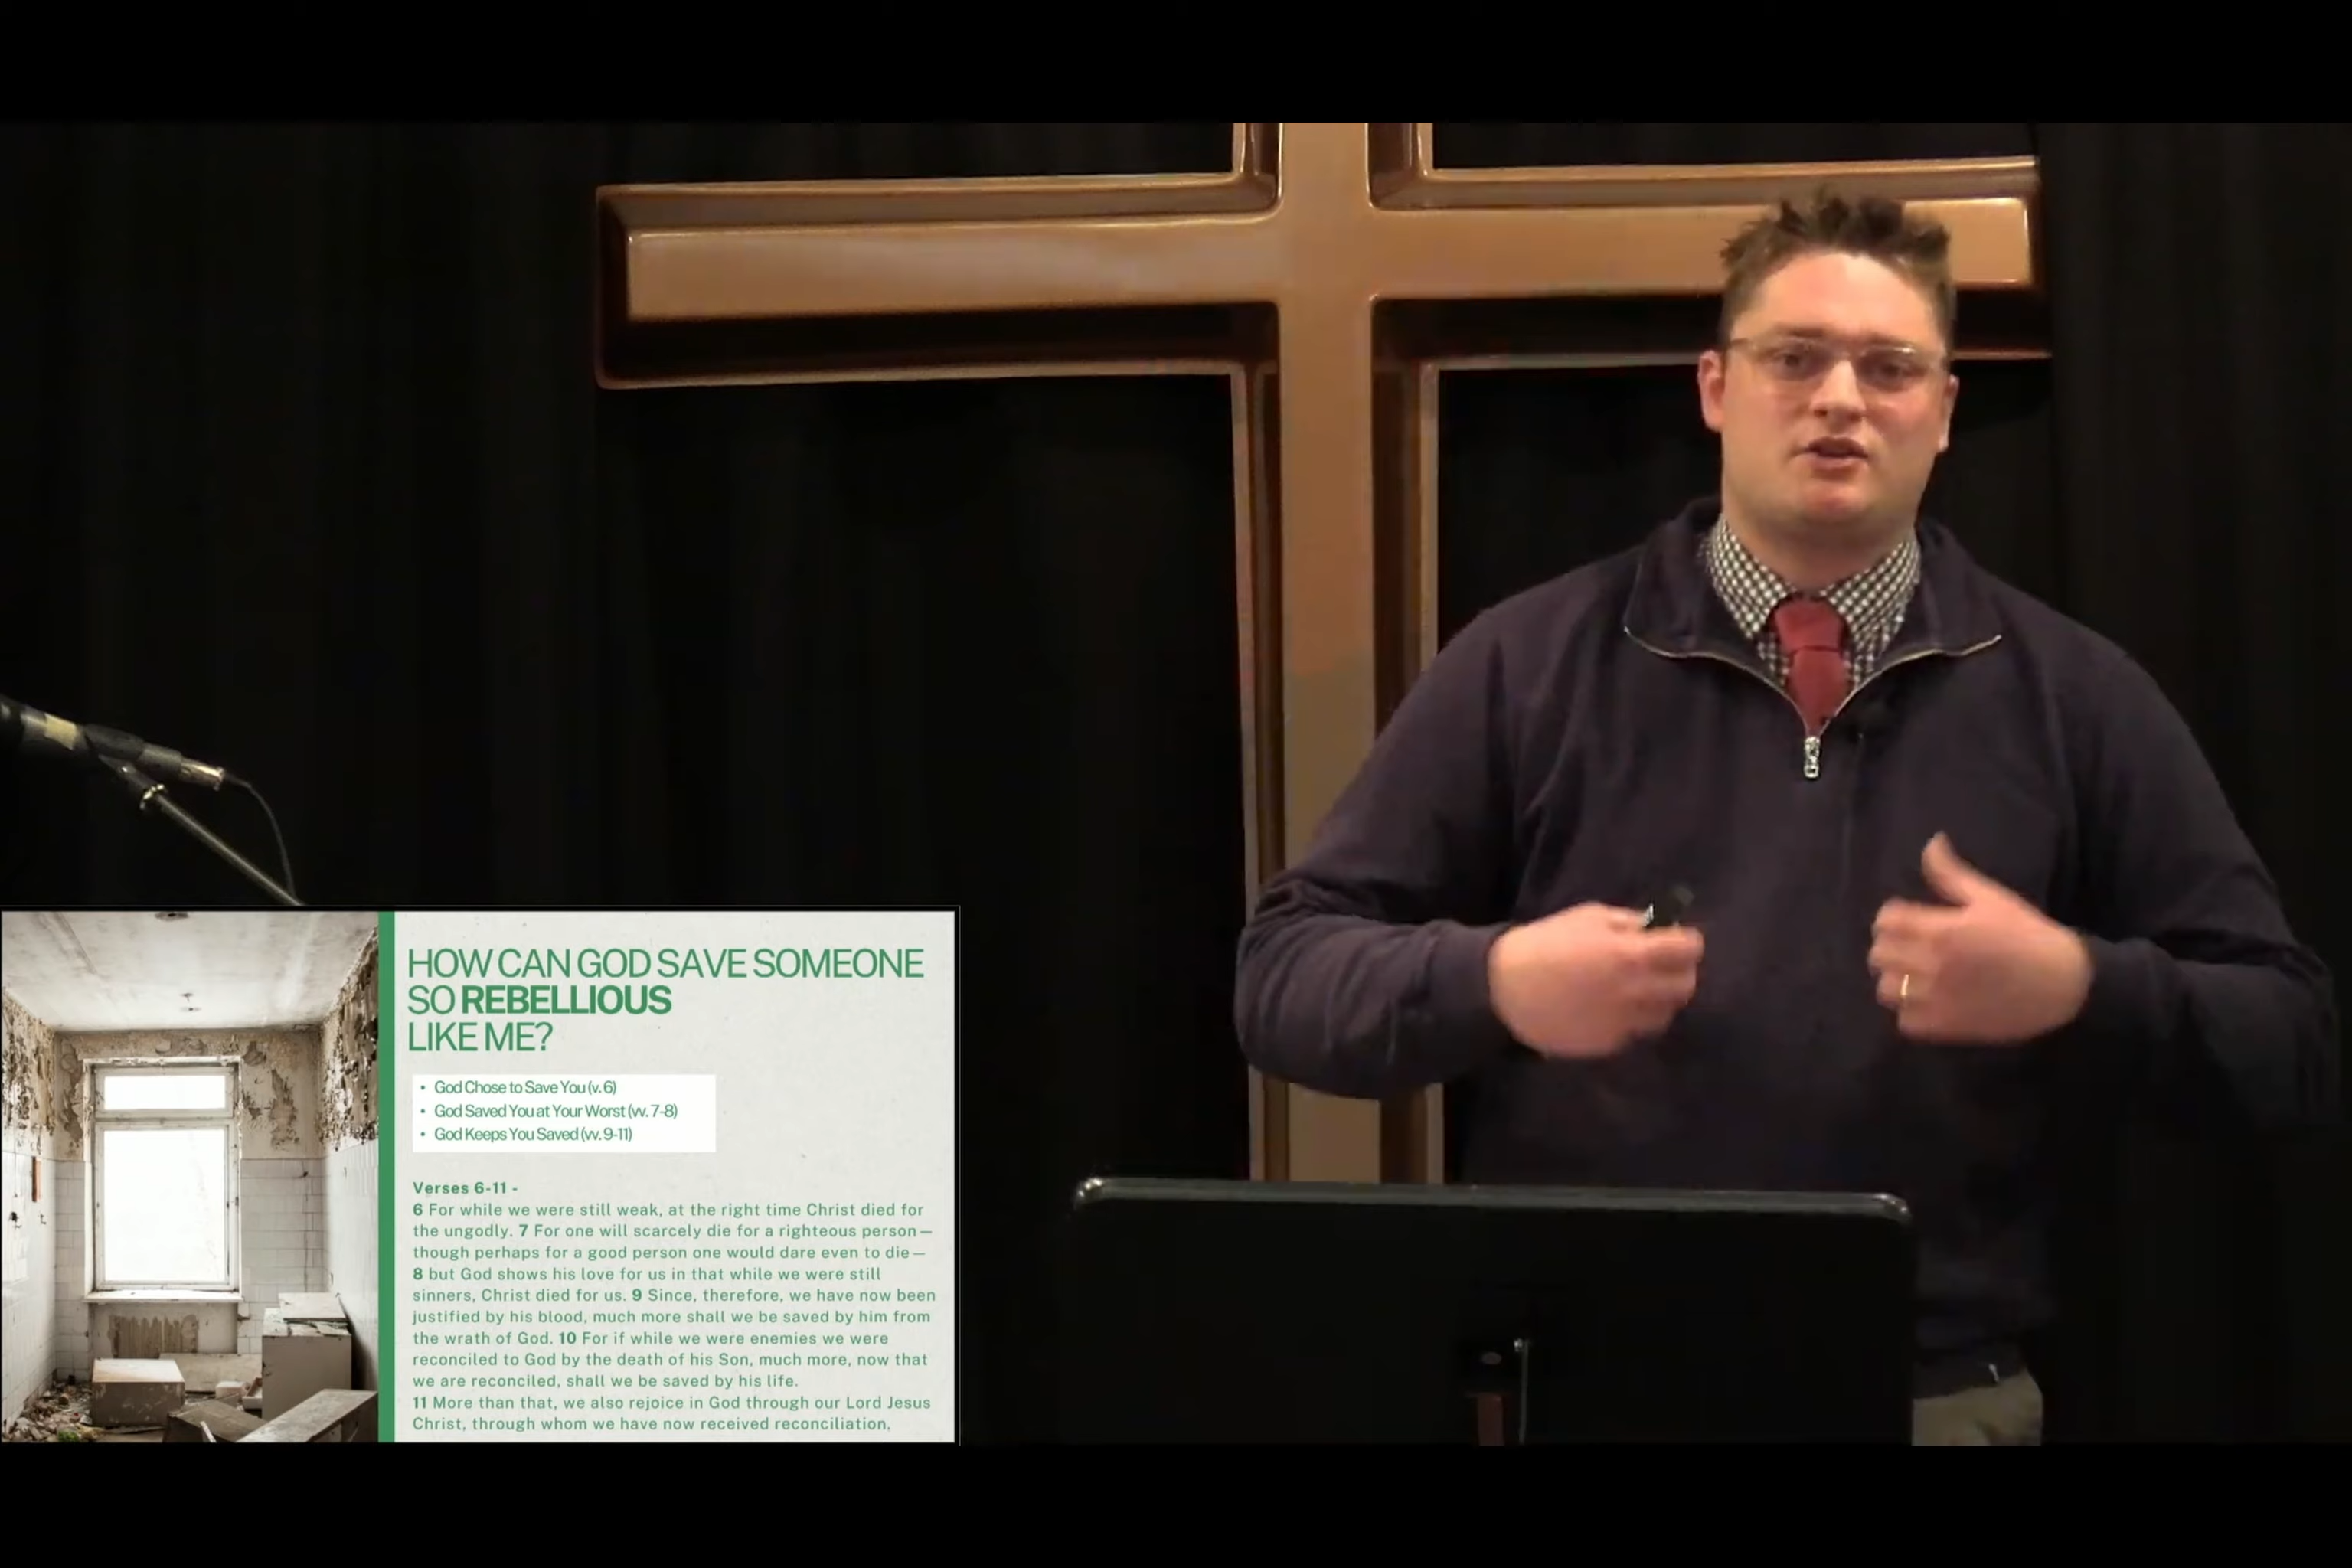 HOW CAN GOD SAVE SOMEONE
SO REBELLIOUS
LIKE ME?
• God Chose to Save You (v. 6)
• God Saved You at Your Worst (vv. 7-8)
• God Keeps You Saved (vv. 9-11)
Verses 6-11 -
6 For while we were still weak, at the right time Christ died for
the ungodly. 7 For one will scarcely die for a righteous person—
though perhaps for a good person one would dare even to die—
8 but God shows his love for us in that while we were still
sinners, Christ died for us. 9 Since, therefore, we have now been
justified by his blood, much more shall we be saved by him from
the wrath of God. 10 For if while we were enemies we were
reconciled to God by the death of his Son, much more, now that
we are reconciled, shall we be saved by his life.
11 More than that, we also rejoice in God through our Lord Jesus
Christ, through whom we have now received reconciliation,